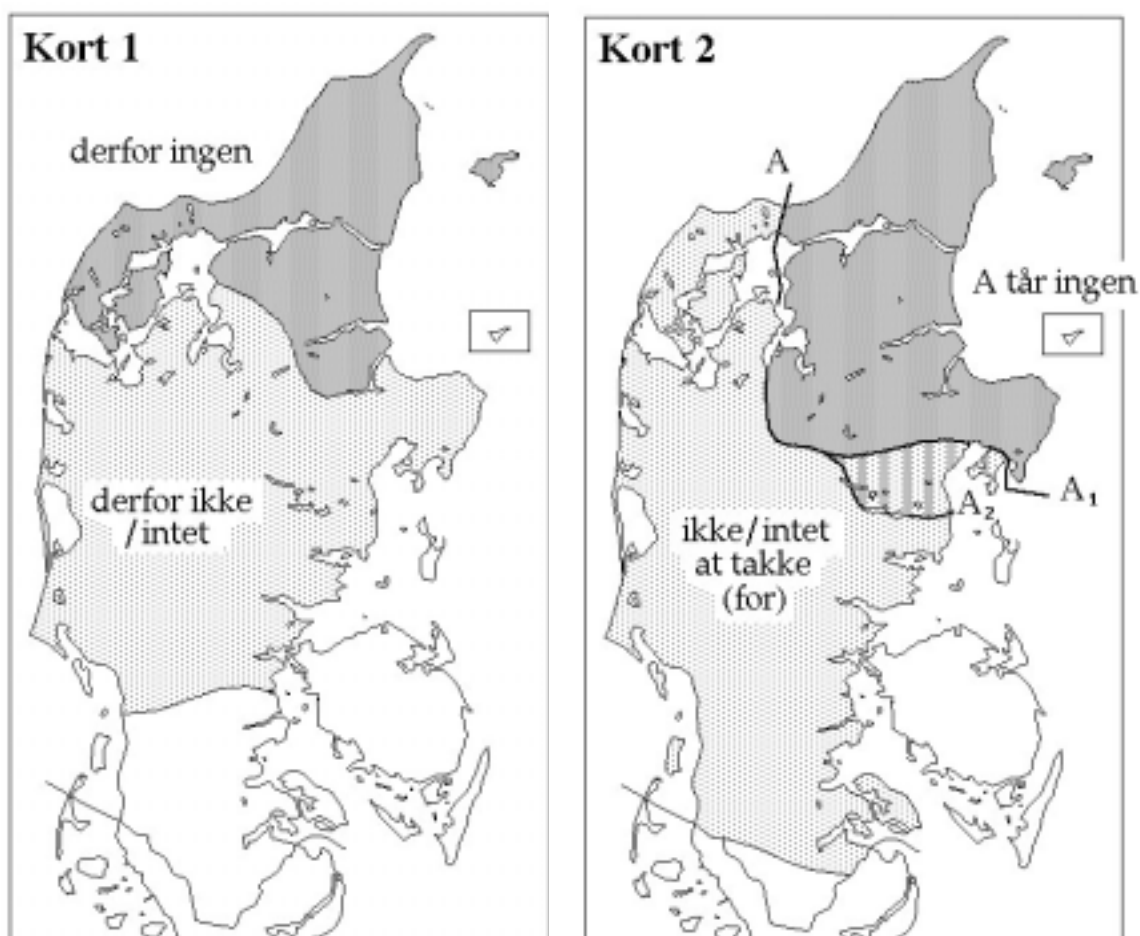 Kort 1
derfor ingen
derfor ikke
/intet
Kort 2
A
A tår ingen
A₁
A₂
ikke/intet
at takke
(for)